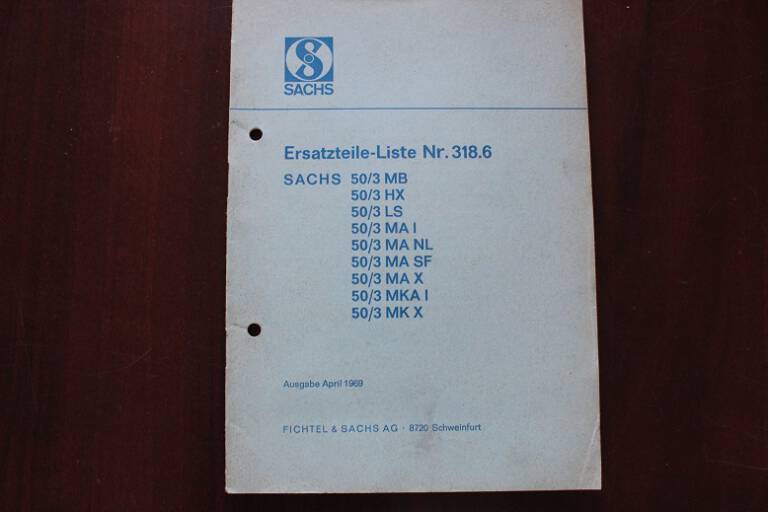 SACHS
Ersatzteile-Liste Nr. 318.6
SACHS 50/3 MB
50/3 HX
50/3 LS
50/3 MA I
50/3 MA NL
50/3 MA SF
50/3 MA X
50/3 MKA I
50/3 MK X
Ausgabe April 1969
FICHTEL & SACHS AG · 8720 Schweinfurt